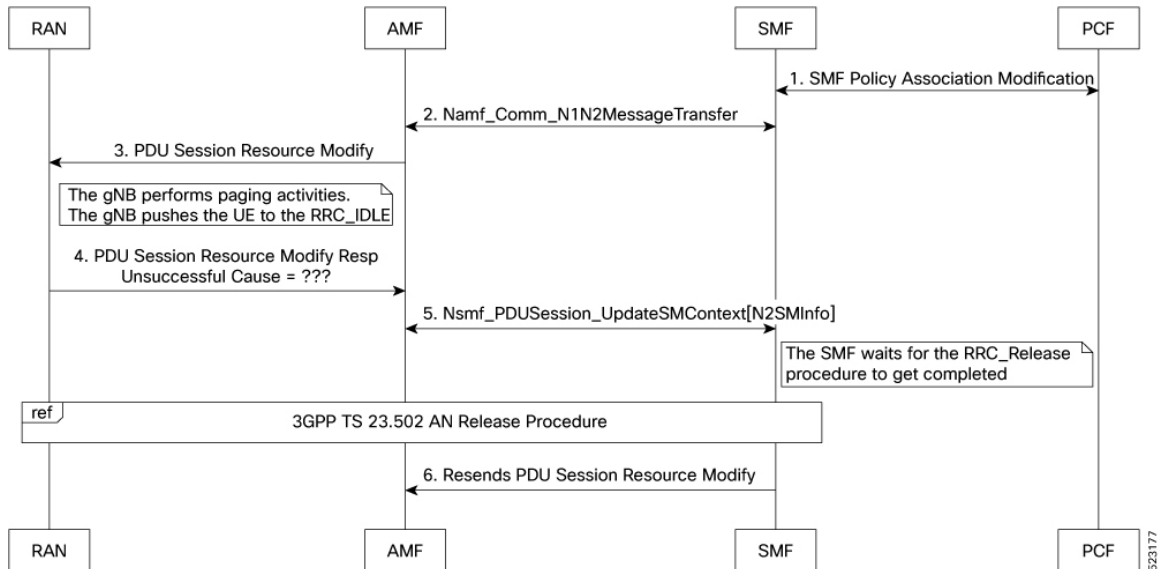 RAN
AMF
SMF
PCF
1. SMF Policy Association Modification
2. Namf_Comm_N1N2MessageTransfer
3. PDU Session Resource Modify
The gNB performs paging activities.
The gNB pushes the UE to the RRC_IDLE
4. PDU Session Resource Modify Resp
Unsuccessful Cause = ???
5. Nsmf_PDUSession_UpdateSMContext[N2SMInfo]
The SMF waits for the RRC_Release
procedure to get completed
ref
3GPP TS 23.502 AN Release Procedure
6. Resends PDU Session Resource Modify
RAN
AMF
SMF
PCF
523177